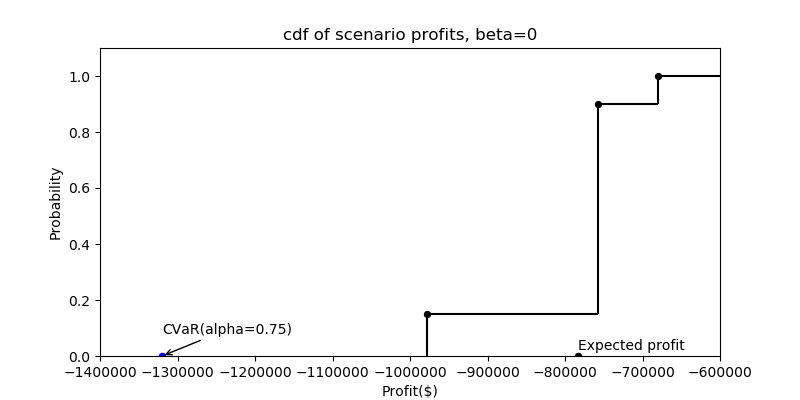 cdf of scenario profits, beta=0
1.0
0.8
0.6
0.4
0.2
0.0
Probability
CVaR(alpha=0.75)
Expected profit
−1400000 −1300000 −1200000 −1100000 −1000000 −900000 −800000 −700000 −600000
Profit($)